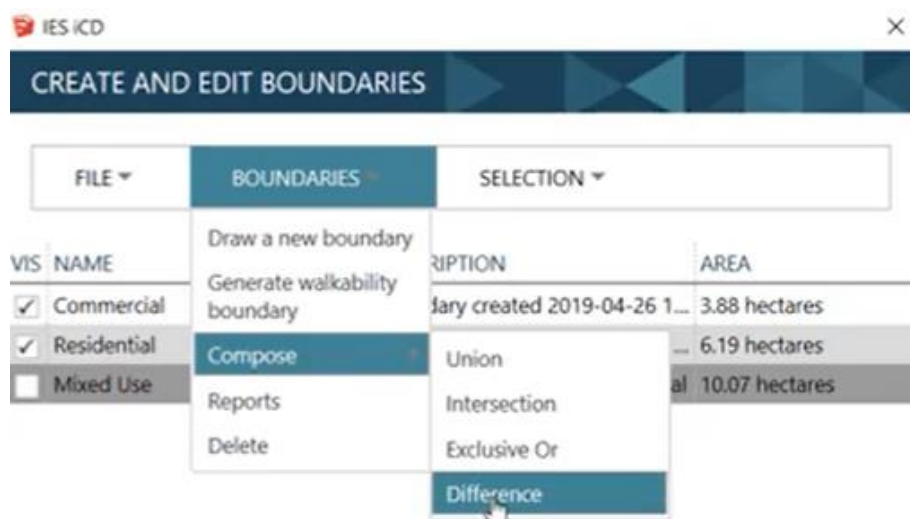 IES iCD
CREATE AND EDIT BOUNDARIES
FILE BOUNDARIES SELECTION
Draw a new boundary
Generate walkability
boundary
Compose
Reports
Delete
Union
Intersection
Exclusive Or
Difference
VIS NAME RIPTION AREA
Commercial dary created 2019-04-26 1... 3.88 hectares
Residential ... 6.19 hectares
Mixed Use al 10.07 hectares